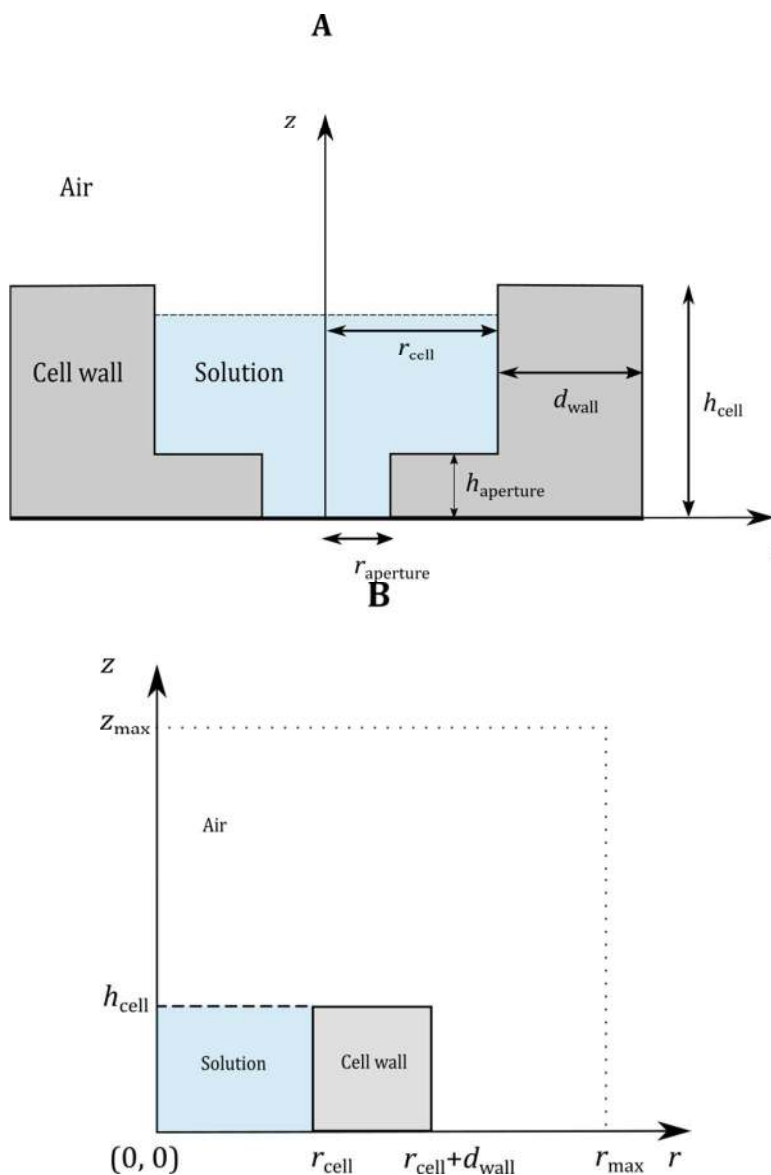 A
z
Air
r_cell
Cell wall
Solution
d_wall
h_cell
h_aperture
r_aperture
B
z
z_max
Air
h_cell
Solution
Cell wall
(0, 0)
r_cell
r_cell+d_wall
r_max
r